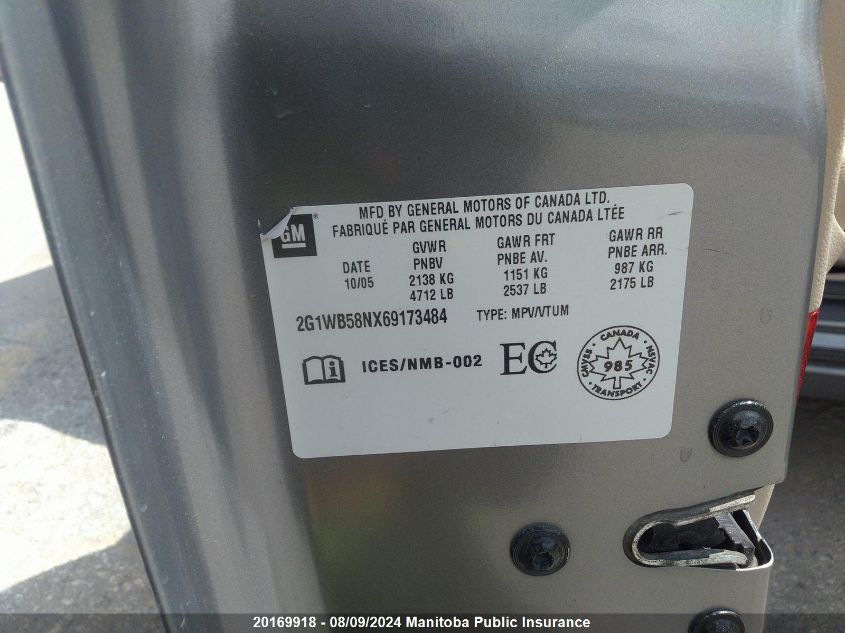 MFD BY GENERAL MOTORS OF CANADA LTD.
FABRIQUÉ PAR GENERAL MOTORS DU CANADA LTÉE
GM ®
GVWR GAWR FRT GAWR RR
DATE PNBV PNBE AV. PNBE ARR.
10/05 2138 KG 1151 KG 987 KG
4712 LB 2537 LB 2175 LB
2G1WB58NX69173484 TYPE: MPV/VTUM
i ICES/NMB-002 EC
CANADA
CMVSS NSVAC
985
TRANSPORT
20169918 - 08/09/2024 Manitoba Public Insurance